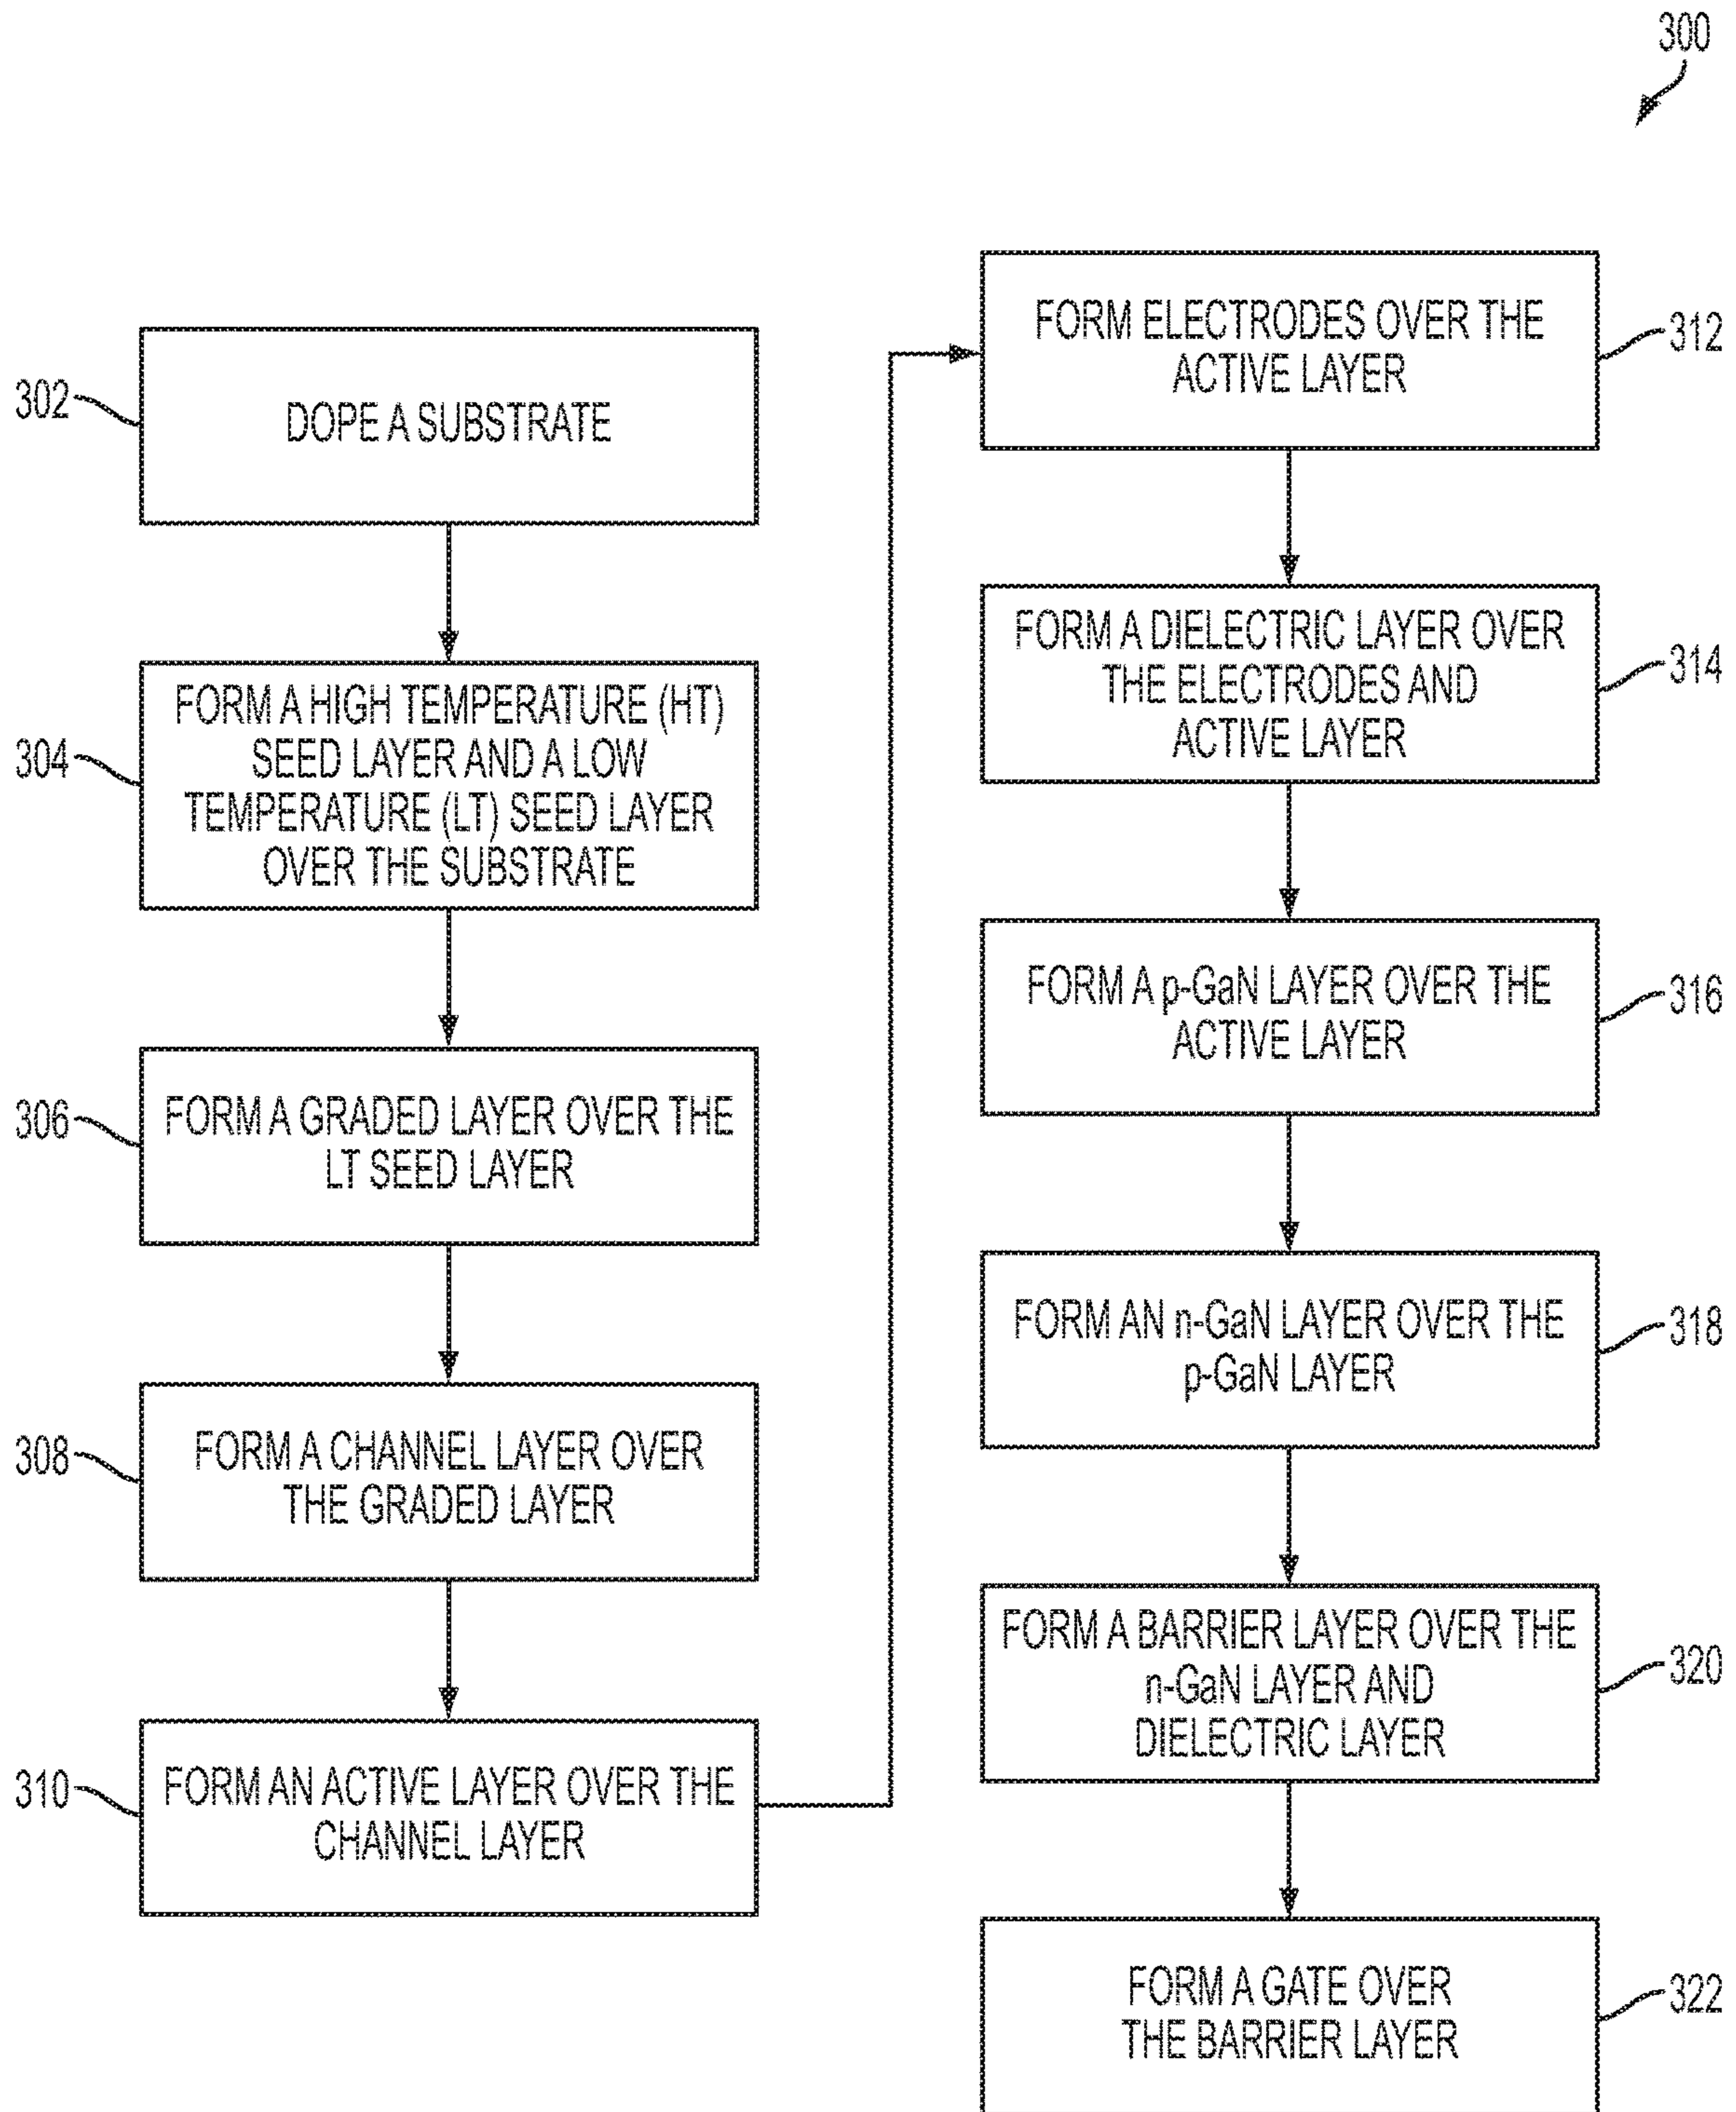 300
302
DOPE A SUBSTRATE
304
FORM A HIGH TEMPERATURE (HT)
SEED LAYER AND A LOW
TEMPERATURE (LT) SEED LAYER
OVER THE SUBSTRATE
306
FORM A GRADED LAYER OVER THE
LT SEED LAYER
308
FORM A CHANNEL LAYER OVER
THE GRADED LAYER
310
FORM AN ACTIVE LAYER OVER THE
CHANNEL LAYER
FORM ELECTRODES OVER THE
ACTIVE LAYER
312
FORM A DIELECTRIC LAYER OVER
THE ELECTRODES AND
ACTIVE LAYER
314
FORM A p-GaN LAYER OVER THE
ACTIVE LAYER
316
FORM AN n-GaN LAYER OVER THE
p-GaN LAYER
318
FORM A BARRIER LAYER OVER THE
n-GaN LAYER AND
DIELECTRIC LAYER
320
FORM A GATE OVER
THE BARRIER LAYER
322